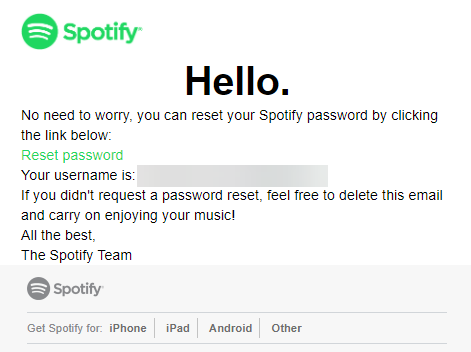 Spotify
Hello.
No need to worry, you can reset your Spotify password by clicking
the link below:
Reset password
Your username is:
If you didn't request a password reset, feel free to delete this email
and carry on enjoying your music!
All the best,
The Spotify Team
Spotify
Get Spotify for: iPhone | iPad | Android | Other